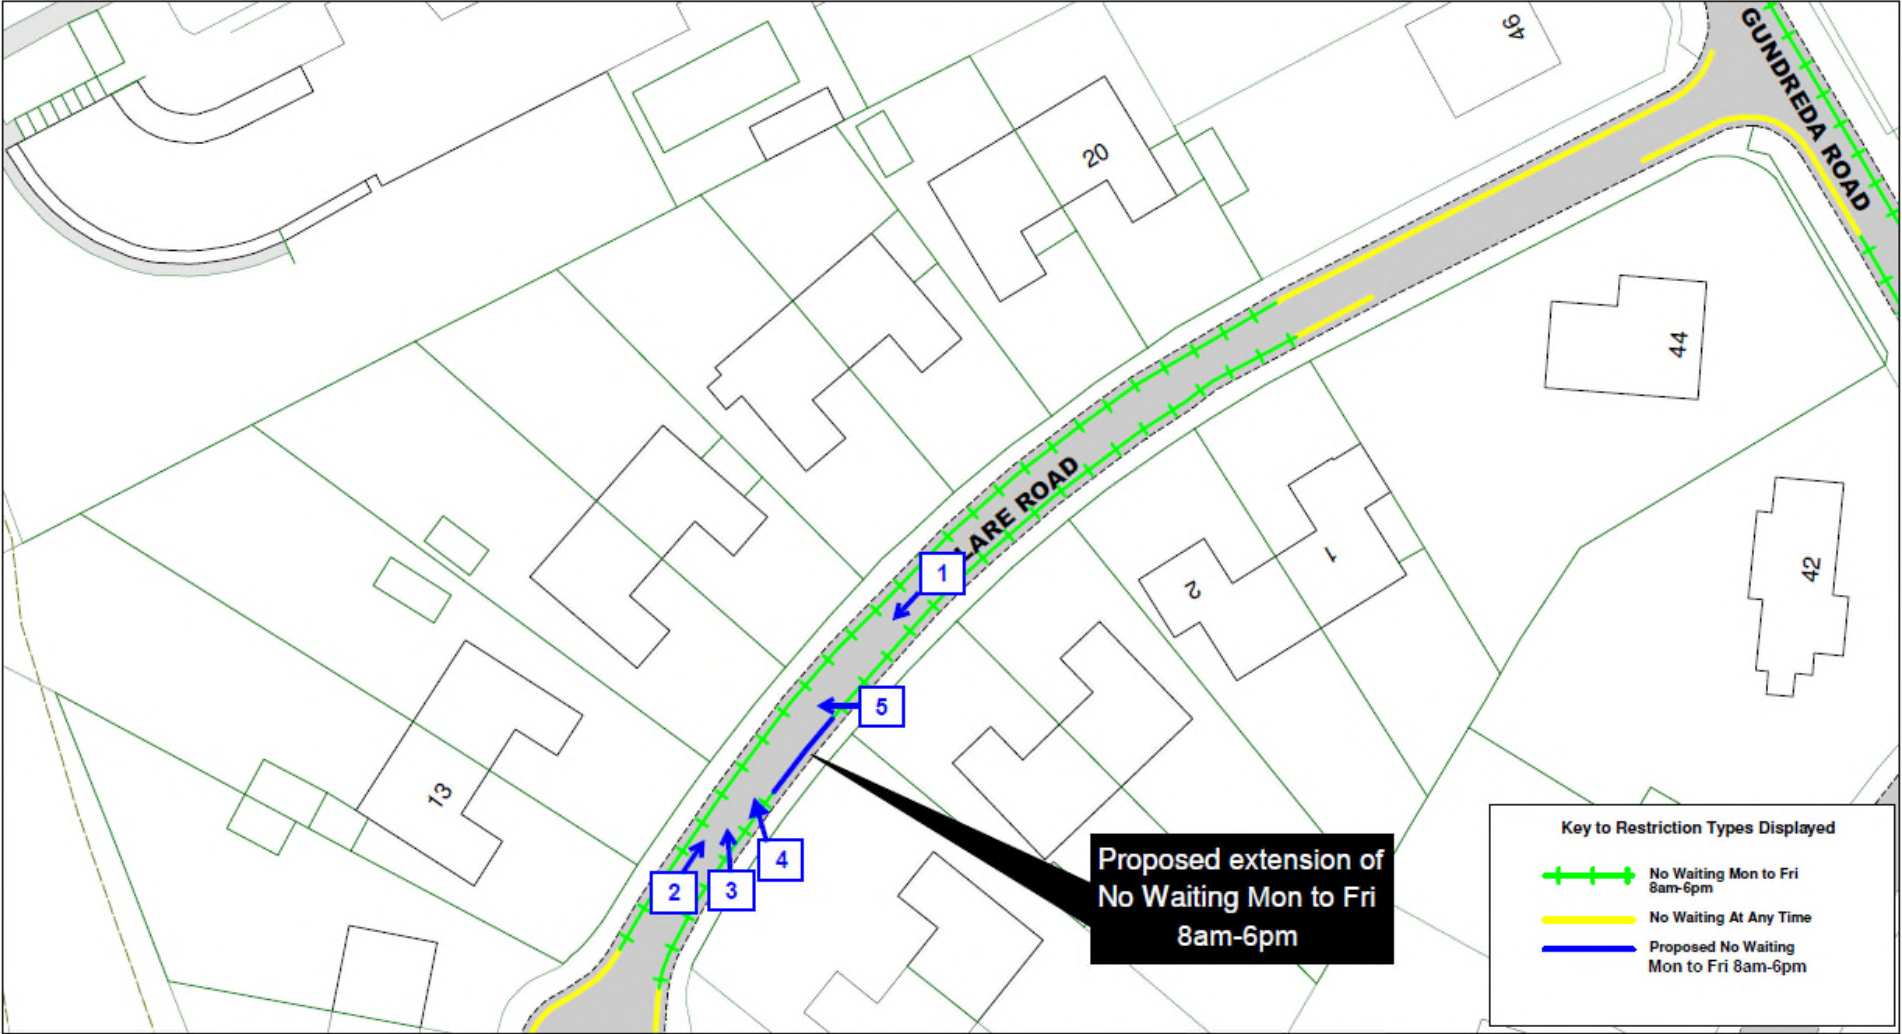 46
GUNDREDA ROAD
20
44
LARE ROAD
1
2
1
42
5
13
4
2
3
Proposed extension of
No Waiting Mon to Fri
8am-6pm
Key to Restriction Types Displayed
No Waiting Mon to Fri
8am-6pm
No Waiting At Any Time
Proposed No Waiting
Mon to Fri 8am-6pm